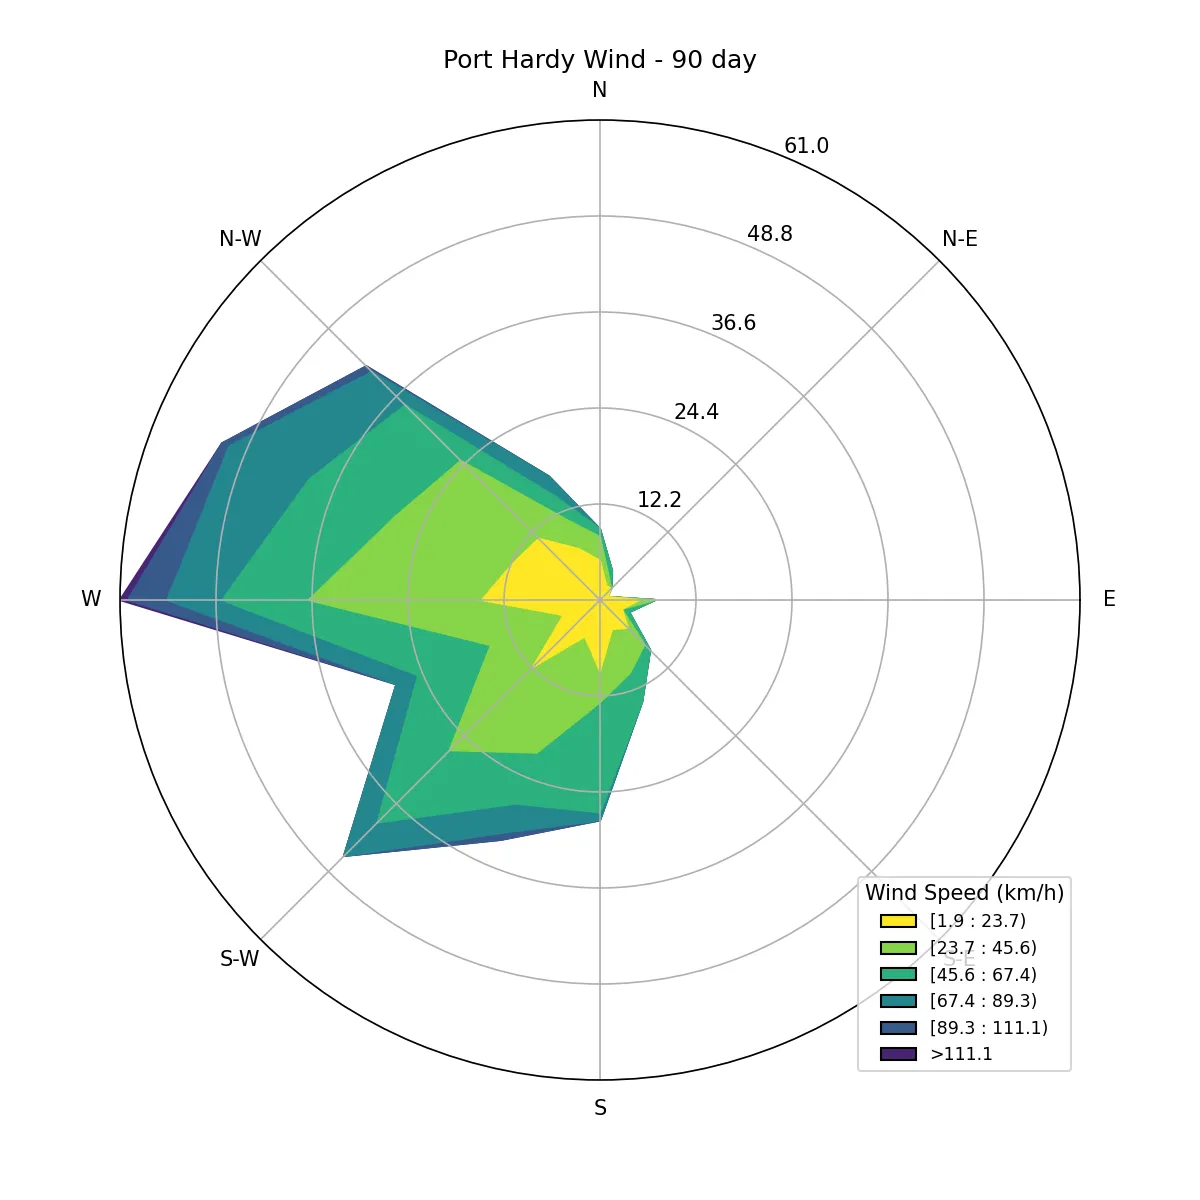 Port Hardy Wind - 90 day
N
61.0
N-W
48.8
N-E
36.6
24.4
12.2
W
E
S-W
S-E
Wind Speed (km/h)
[1.9 : 23.7)
[23.7 : 45.6)
[45.6 : 67.4)
[67.4 : 89.3)
[89.3 : 111.1)
>111.1
S